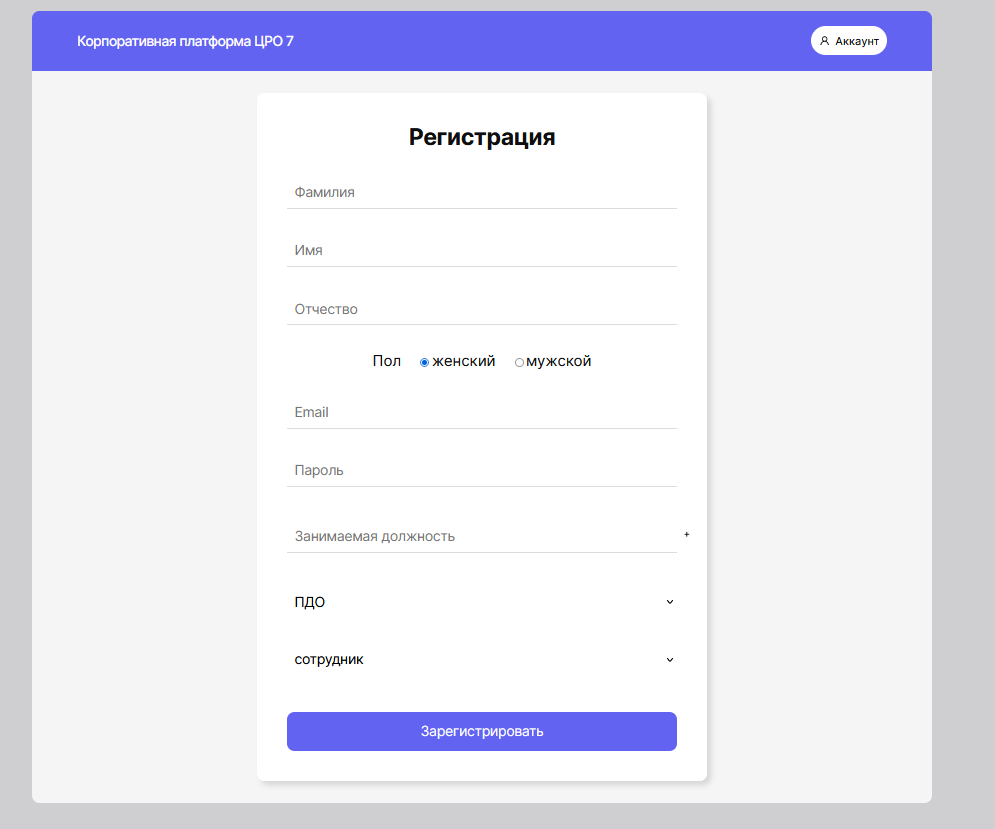 Корпоративная платформа ЦРО 7
Аккаунт
Регистрация
Фамилия
Имя
Отчество
Пол женский мужской
Email
Пароль
Занимаемая должность +
ПДО
сотрудник
Зарегистрировать